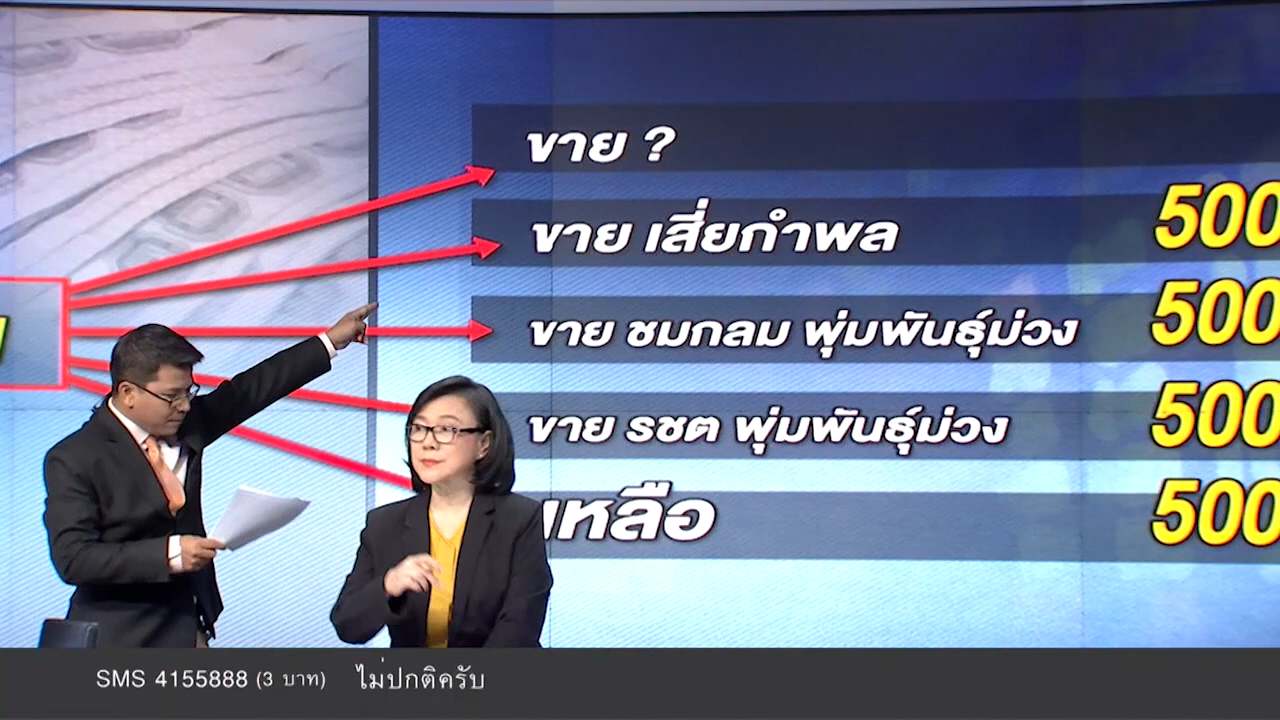 ขาย ?
ขาย เสี่ยกำพล 500
ขาย ชมกลม พุ่มพันธุ์ม่วง 500
ขาย รชต พุ่มพันธุ์ม่วง 500
เหลือ 500
SMS 4155888 (3 บาท) ไม่ปกติครับ